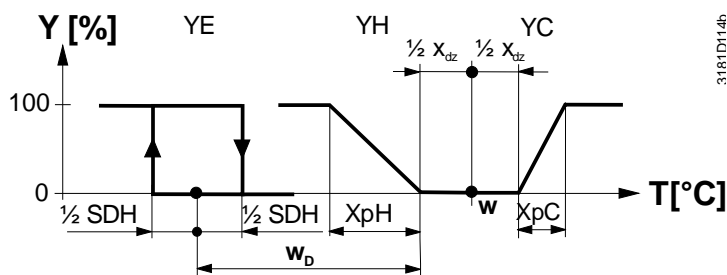 Y [%] YE YH YC
½ x_dz ½ x_dz
100
0
T[°C]
w
½ SDH ½ SDH XpH XpC
w_D
3181D114b